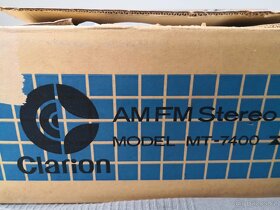 AM FM Stereo
MODEL MT-7400
Clarion